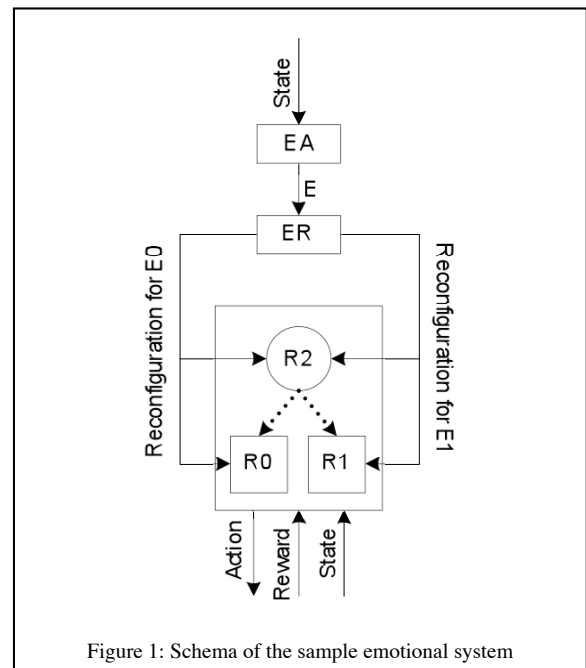 State
EA
E
ER
Reconfiguration for E0
Reconfiguration for E1
R2
R0
R1
Action
Reward
State
Figure 1: Schema of the sample emotional system